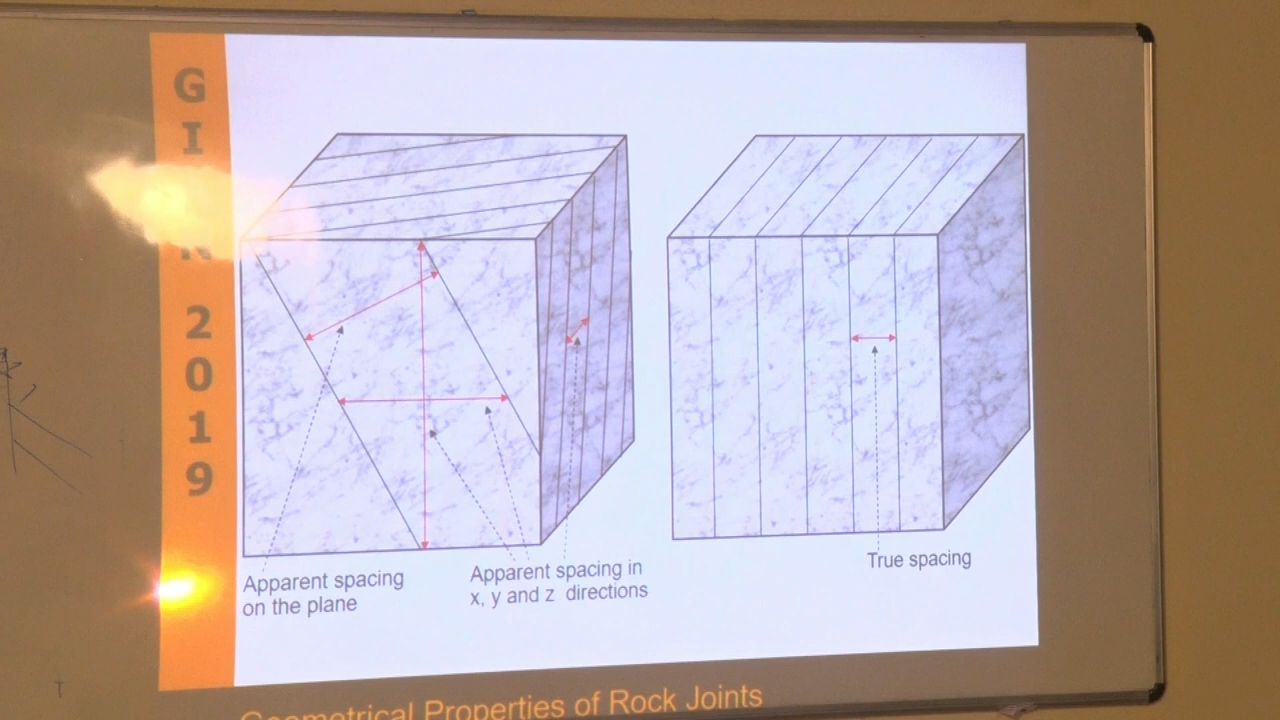 G
I
N
2
0
1
9
Apparent spacing
on the plane
Apparent spacing in
x, y and z directions
True spacing
Geometrical Properties of Rock Joints